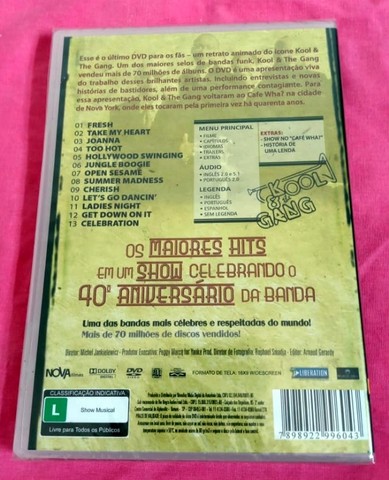 Esse é o último DVD para os fãs – um retrato animado do ícone Kool &
The Gang. Um dos maiores selos de bandas funk, Kool & The Gang
vendeu mais de 70 milhões de álbuns. O DVD é uma apresentação viva
do trabalho desses brilhantes artistas. Incluindo entrevistas e novas
histórias de bastidores, além de uma performance contagiante. Para
essa apresentação, Kool & The Gang voltaram ao Cafe Wha? na cidade
de Nova York, onde eles tocaram pela primeira vez há quarenta anos.
01 FRESH
02 TAKE MY HEART
03 JOANNA
04 TOO HOT
05 HOLLYWOOD SWINGING
06 JUNGLE BOOGIE
07 OPEN SESAME
08 SUMMER MADNESS
09 CHERISH
10 LET'S GO DANCIN'
11 LADIES NIGHT
12 GET DOWN ON IT
13 CELEBRATION
MENU PRINCIPAL
- FILME
- CAPÍTULOS
- IDIOMAS
- TRAILERS
- EXTRAS
ÁUDIO
- INGLÊS 2.0 e 5.1
- PORTUGUÊS 2.0
LEGENDA
- INGLÊS
- PORTUGUÊS
- ESPANHOL
- SEM LEGENDA
EXTRAS:
- SHOW NO "CAFÉ WHA?"
- HISTÓRIA DE
UMA LENDA
KOOL
& THE
GANG
OS MAIORES HITS
EM UM SHOW CELEBRANDO O
40º ANIVERSÁRIO DA BANDA
Uma das bandas mais célebres e respeitadas do mundo!
Mais de 70 milhões de discos vendidos!
NOVA
DOLBY
DVD
FORMATO DE TELA: 16X9 WIDESCREEN
LIBERATION
CLASSIFICAÇÃO INDICATIVA
L
Show Musical
Livre para Todos os Públicos
7 898922 996043